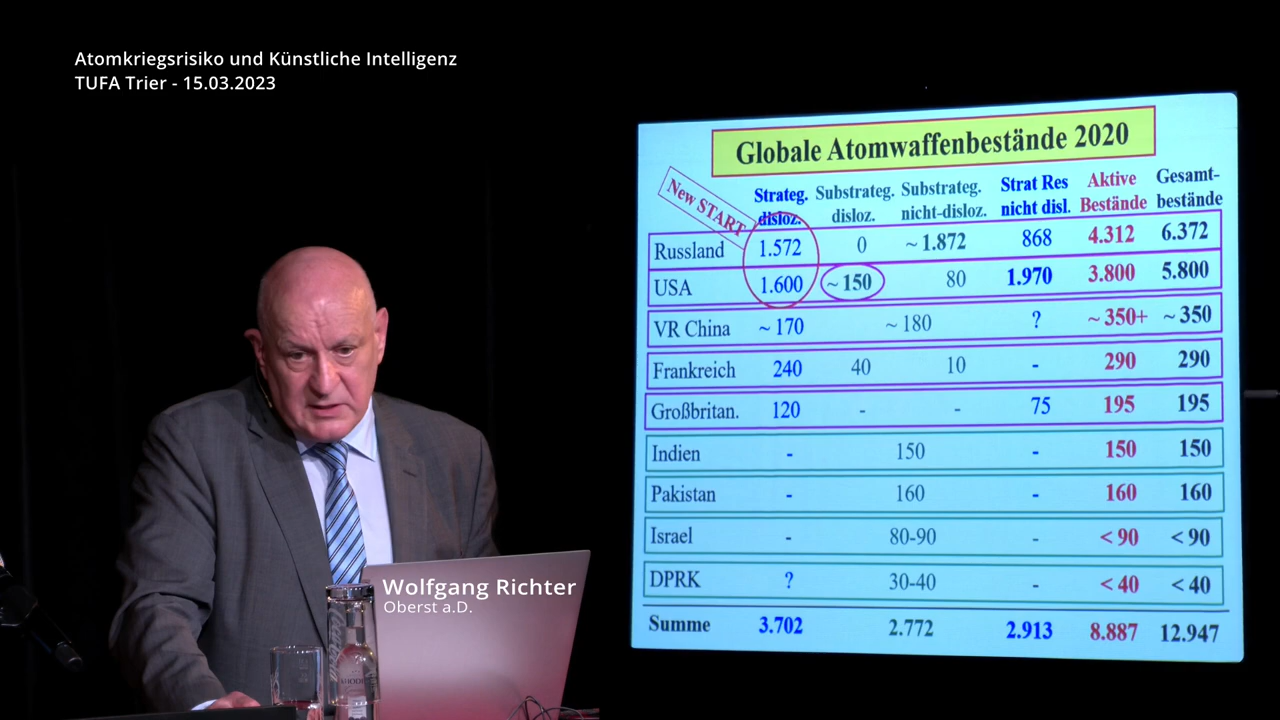 Atomkriegsrisiko und Künstliche Intelligenz
TUFA Trier - 15.03.2023
Globale Atomwaffenbestände 2020
New START
Strateg. disloz. Substrateg. disloz. Substrateg. nicht-disloz. Strat Res nicht disl. Aktive Bestände Gesamt-bestände
Russland 1.572 0 ~ 1.872 868 4.312 6.372
USA 1.600 ~ 150 80 1.970 3.800 5.800
VR China ~ 170 ~ 180 ? ~ 350+ ~ 350
Frankreich 240 40 10 - 290 290
Großbritan. 120 - - 75 195 195
Indien - 150 - 150 150
Pakistan - 160 - 160 160
Israel - 80-90 - < 90 < 90
DPRK ? 30-40 - < 40 < 40
Summe 3.702 2.772 2.913 8.887 12.947
Wolfgang Richter
Oberst a.D.